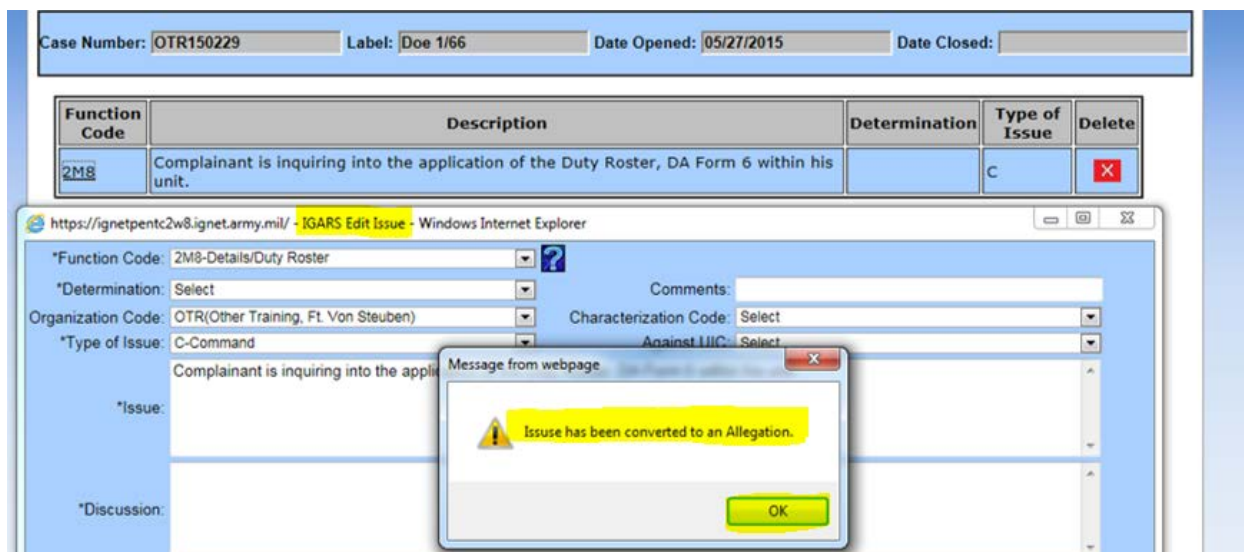 Case Number: OTR150229 Label: Doe 1/66 Date Opened: 05/27/2015 Date Closed:
Function Code Description Determination Type of Issue Delete
2M8 Complainant is inquiring into the application of the Duty Roster, DA Form 6 within his unit. C X
https://ignetpentc2w8.ignet.army.mil/ - IGARS Edit Issue - Windows Internet Explorer
*Function Code: 2M8-Details/Duty Roster ?
*Determination: Select Comments:
Organization Code: OTR(Other Training, Ft. Von Steuben) Characterization Code: Select
*Type of Issue: C-Command Against UIC: Select
Message from webpage
Complainant is inquiring into the appli
*Issue:
Issuse has been converted to an Allegation.
OK
*Discussion: